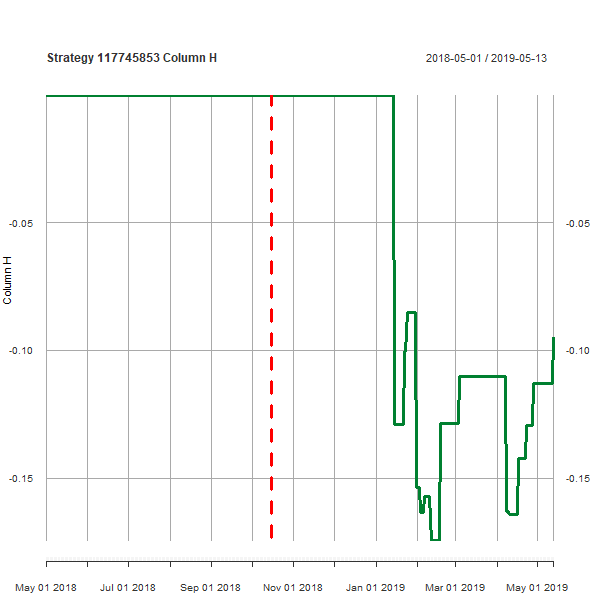 Strategy 117745853 Column H
2018-05-01 / 2019-05-13
-0.05
-0.05
Column H
-0.10
-0.10
-0.15
-0.15
May 01 2018
Jul 01 2018
Sep 01 2018
Nov 01 2018
Jan 01 2019
Mar 01 2019
May 01 2019